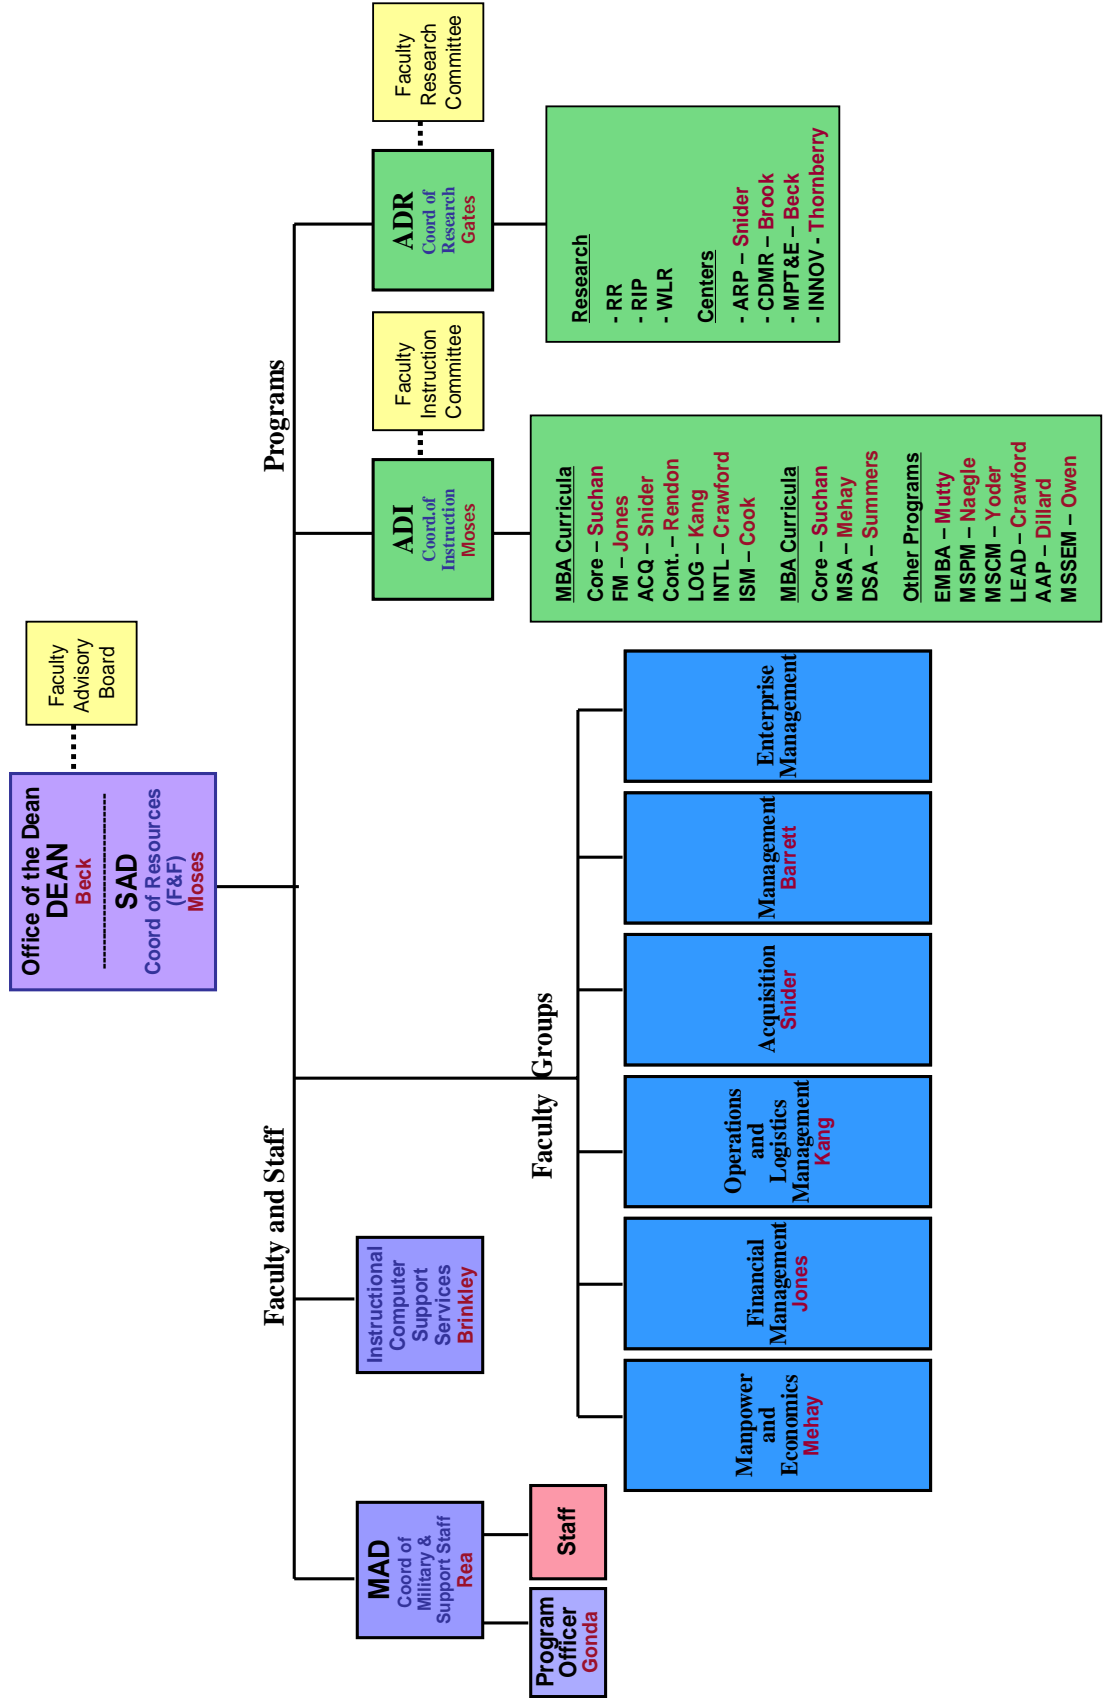 Office of the Dean
DEAN
Beck
SAD
Coord of Resources
(F&F)
Moses
Faculty
Advisory
Board
Faculty and Staff
Programs
MAD
Coord of
Military &
Support Staff
Rea
Program
Officer
Gonda
Staff
Instructional
Computer
Support
Services
Brinkley
Faculty Groups
Manpower
and
Economics
Mehay
Financial
Management
Jones
Operations
and
Logistics
Management
Kang
Acquisition
Snider
Management
Barrett
Enterprise
Management
ADI
Coord.of
Instruction
Moses
Faculty
Instruction
Committee
MBA Curricula
Core – Suchan
FM – Jones
ACQ – Snider
Cont. – Rendon
LOG – Kang
INTL – Crawford
ISM – Cook
MBA Curricula
Core – Suchan
MSA – Mehay
DSA – Summers
Other Programs
EMBA – Mutty
MSPM – Naegle
MSCM – Yoder
LEAD – Crawford
AAP – Dillard
MSSEM – Owen
ADR
Coord of
Research
Gates
Faculty
Research
Committee
Research
- RR
- RIP
- WLR
Centers
- ARP – Snider
- CDMR – Brook
- MPT&E – Beck
- INNOV - Thornberry